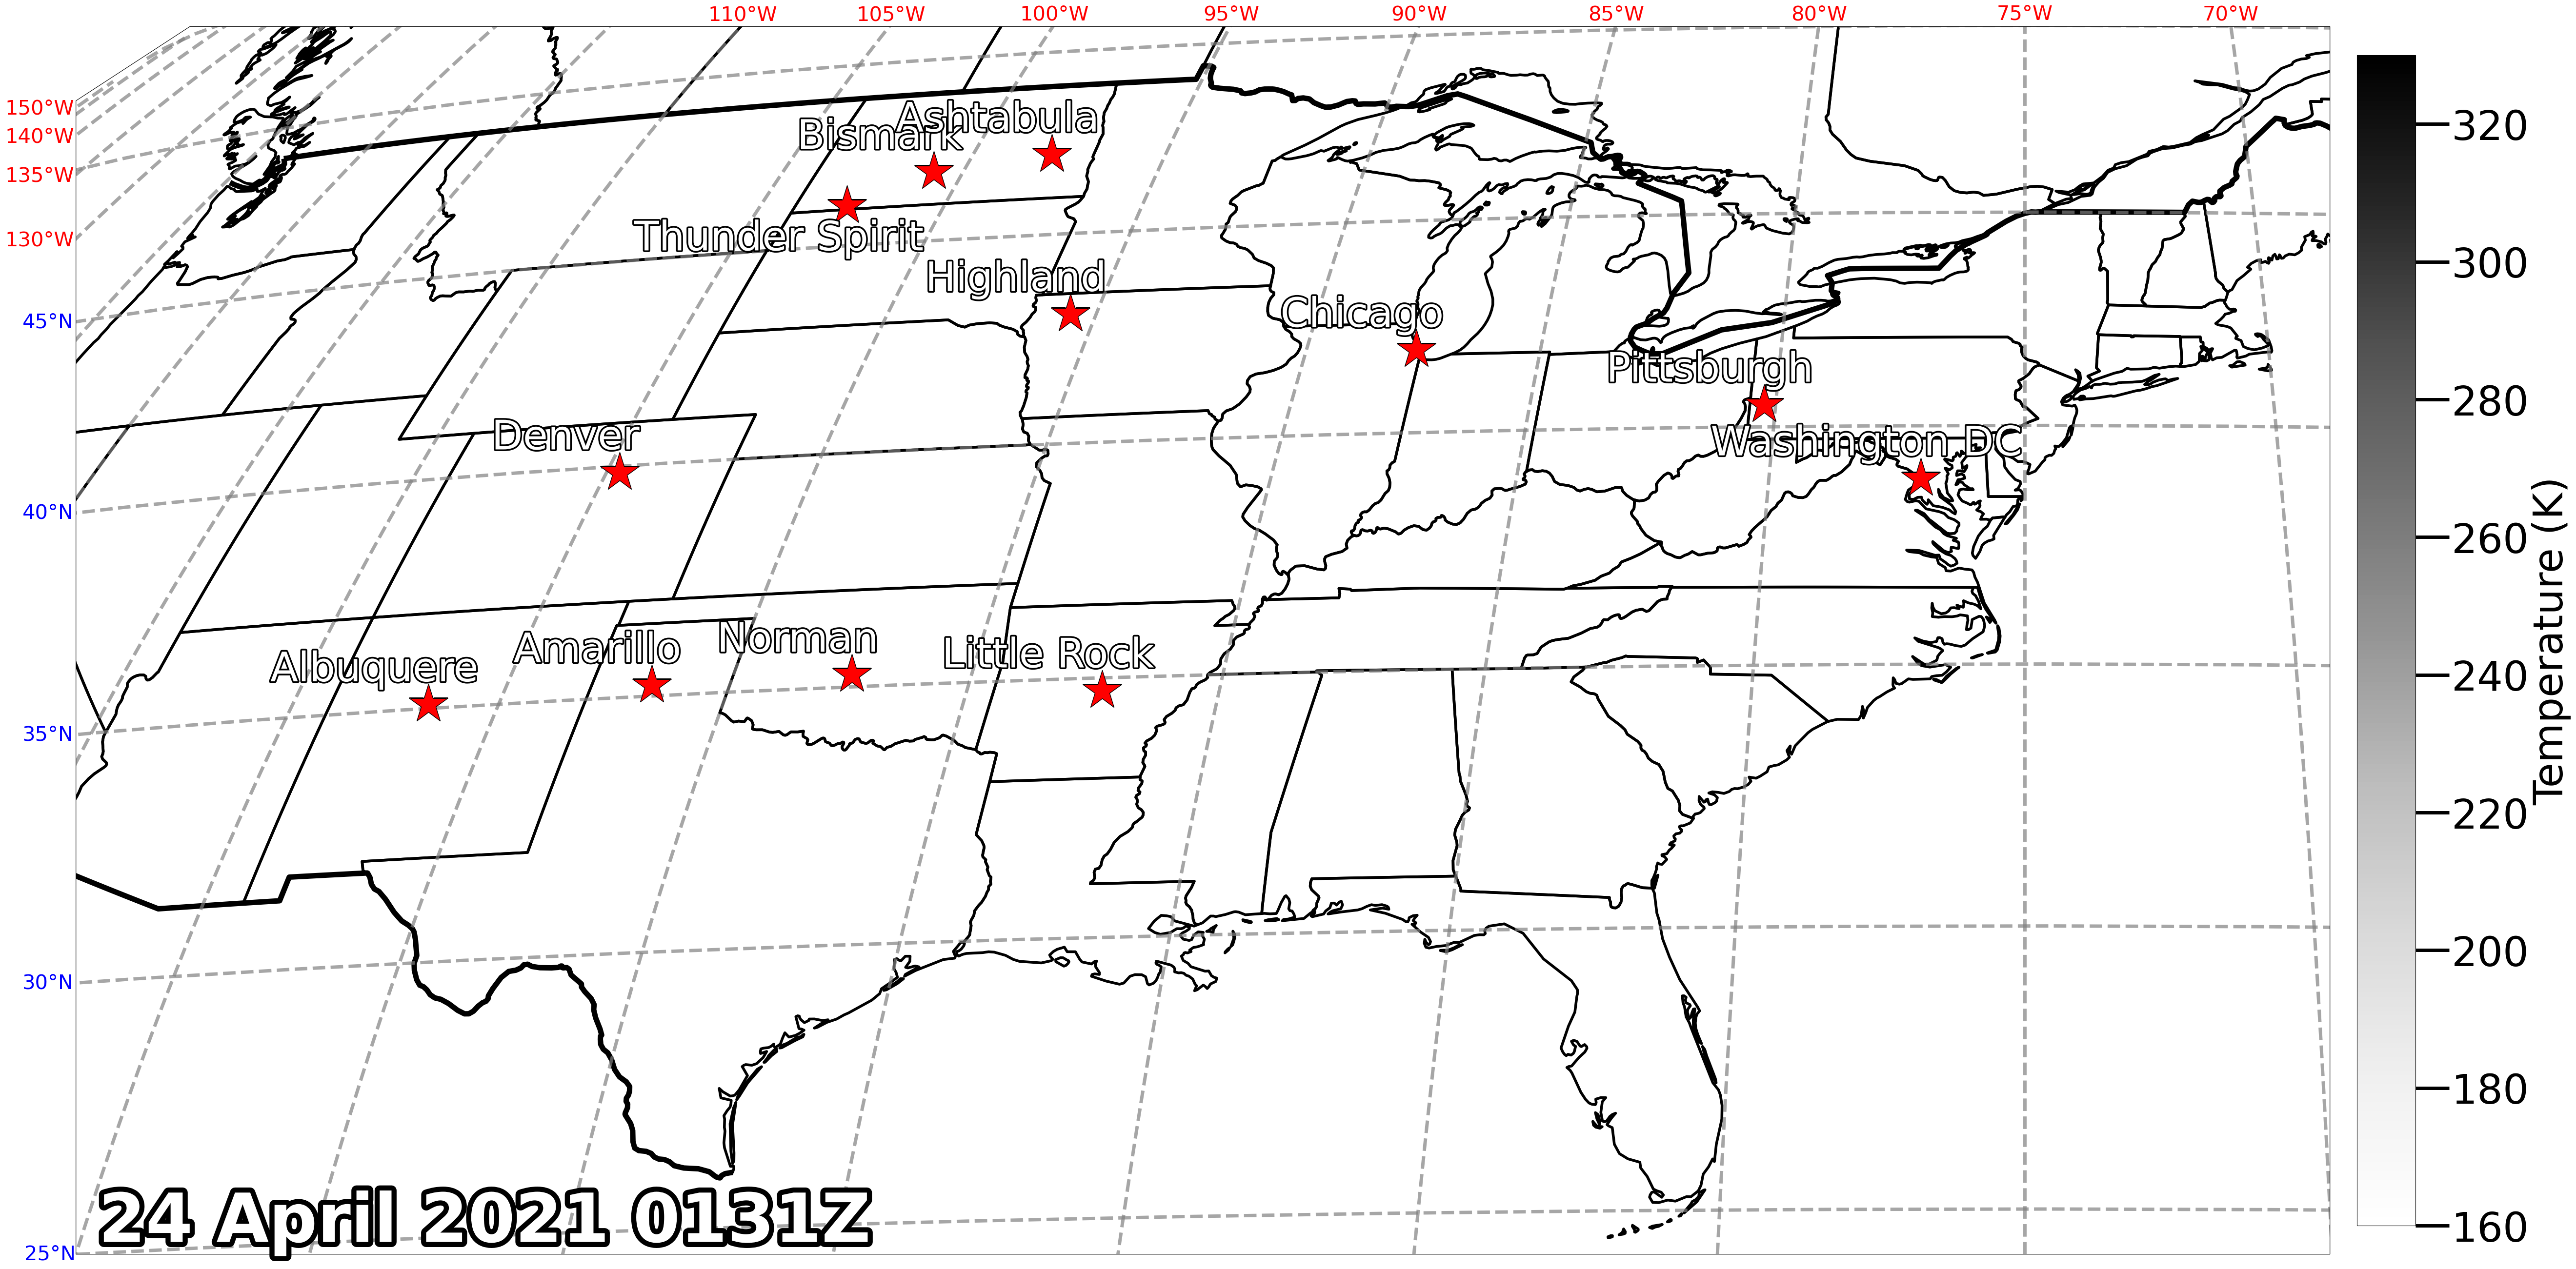 110°W 105°W 100°W 95°W 90°W 85°W 80°W 75°W 70°W
150°W
140°W
135°W
130°W
45°N
40°N
35°N
30°N
25°N
Ashtabula
Bismark
Thunder Spirit
Highland
Chicago
Pittsburgh
Denver
Washington DC
Albuquere
Amarillo
Norman
Little Rock
24 April 2021 0131Z
320
300
280
260
240
220
200
180
160
Temperature (K)